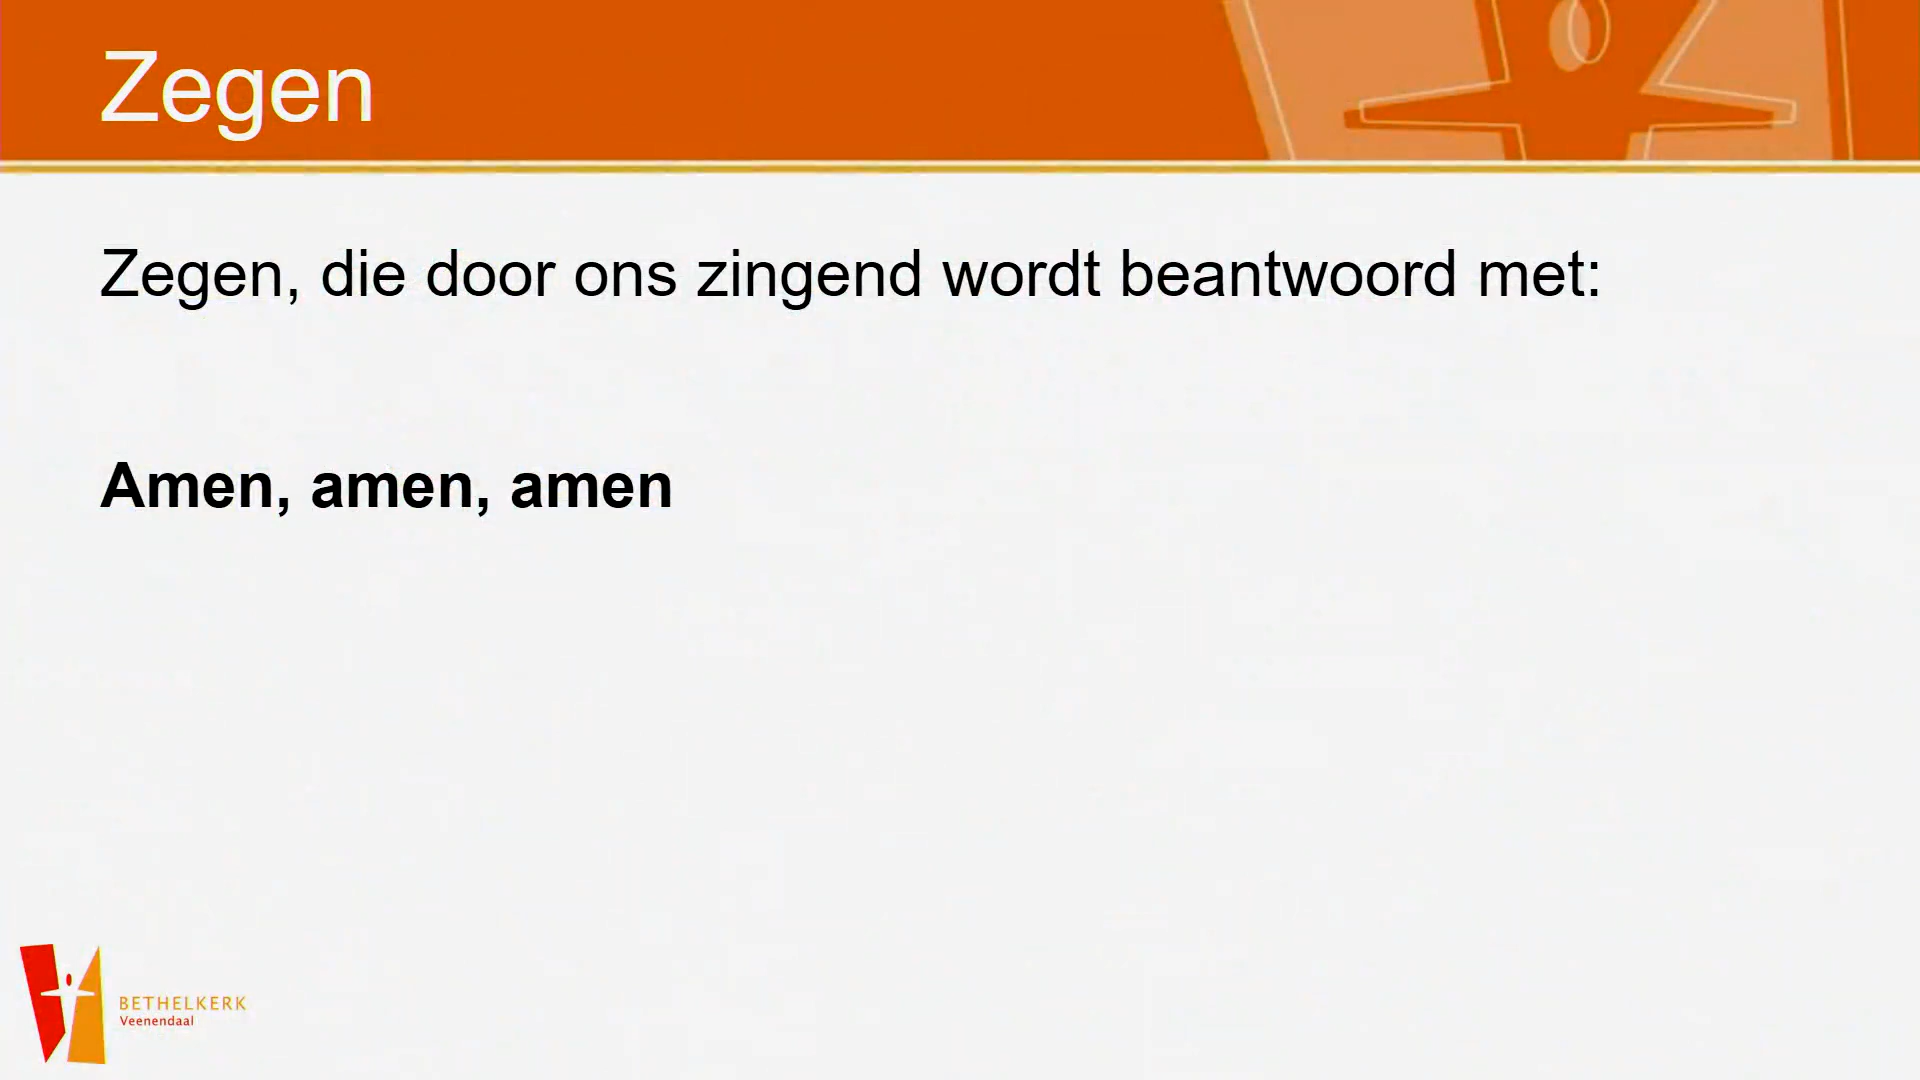 Zegen
Zegen, die door ons zingend wordt beantwoord met:
Amen, amen, amen
BETHELKERK
Veenendaal